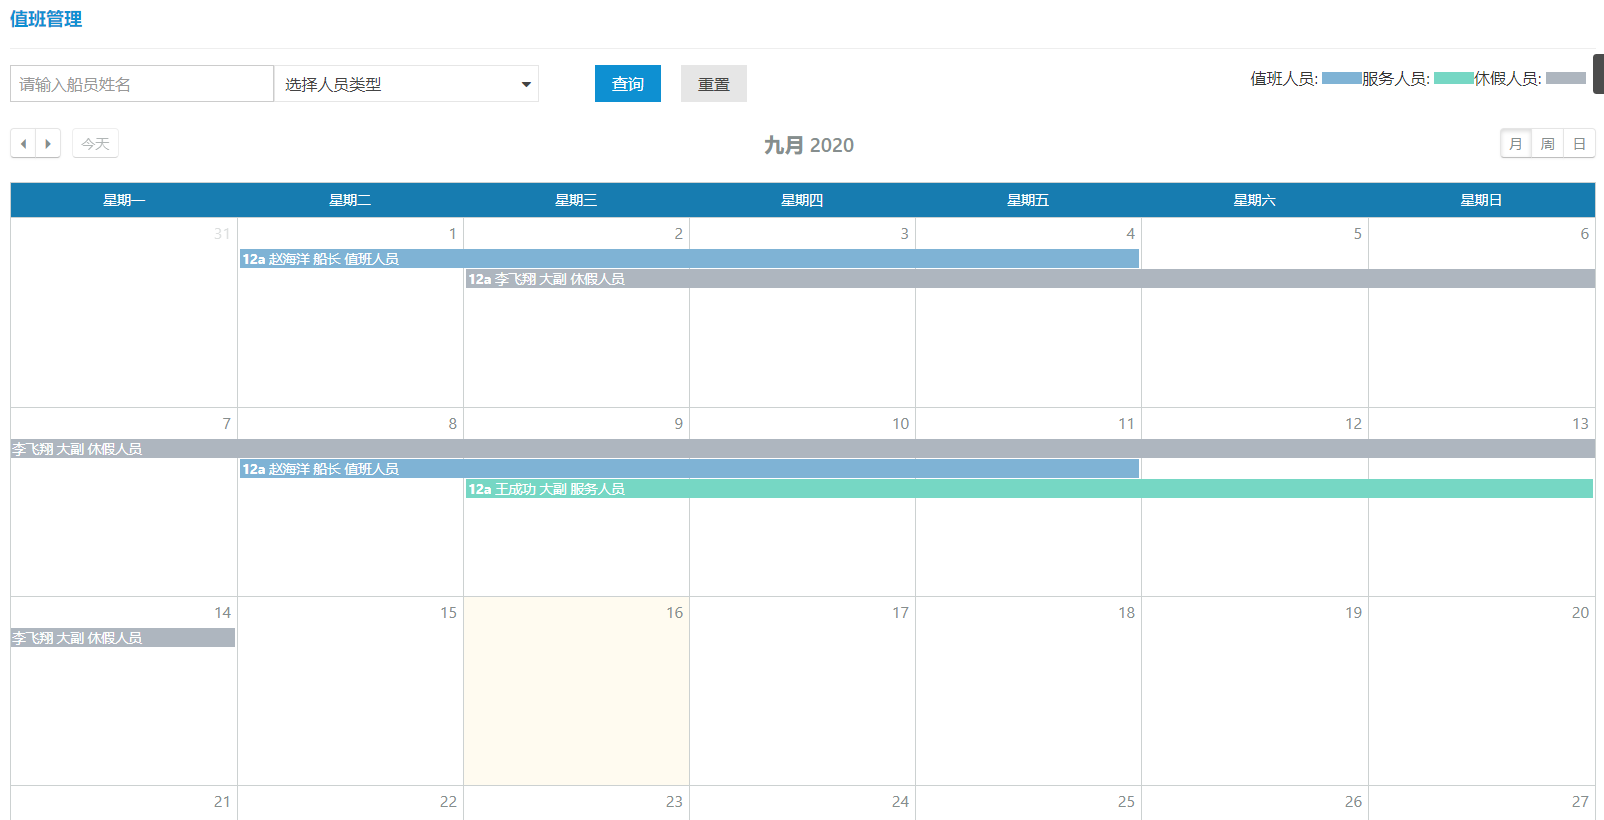 值班管理
请输入船员姓名 选择人员类型 查询 重置 值班人员: 服务人员: 休假人员:
今天 九月 2020 月 周 日
星期一 星期二 星期三 星期四 星期五 星期六 星期日
31 1 2 3 4 5 6
12a 赵海洋 船长 值班人员
12a 李飞翔 大副 休假人员
7 8 9 10 11 12 13
李飞翔 大副 休假人员
12a 赵海洋 船长 值班人员
12a 王成功 大副 服务人员
14 15 16 17 18 19 20
李飞翔 大副 休假人员
21 22 23 24 25 26 27